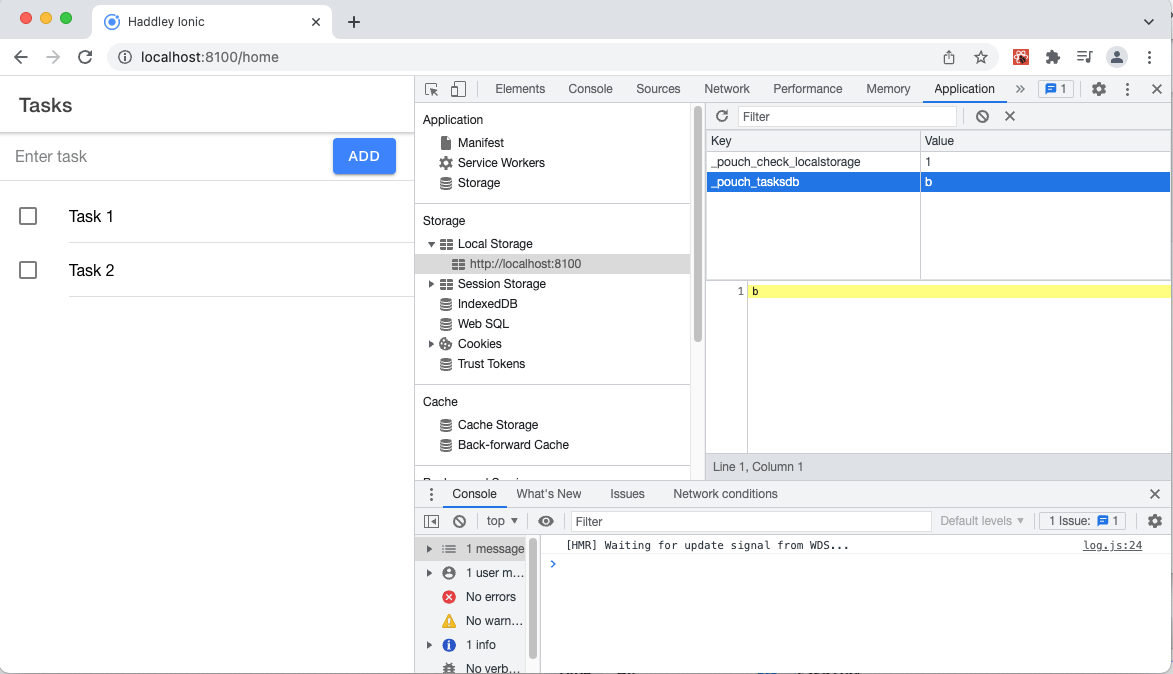 Haddley Ionic
localhost:8100/home
Tasks
Enter task
ADD
Task 1
Task 2
Elements Console Sources Network Performance Memory Application » 1
Application
Manifest
Service Workers
Storage
Storage
Local Storage
http://localhost:8100
Session Storage
IndexedDB
Web SQL
Cookies
Trust Tokens
Cache
Cache Storage
Back-forward Cache
Filter
Key Value
_pouch_check_localstorage 1
_pouch_tasksdb b
1 b
Line 1, Column 1
Console What's New Issues Network conditions
top Filter Default levels 1 Issue: 1
1 message
1 user m...
No errors
No warn...
1 info
No verb...
[HMR] Waiting for update signal from WDS... log.js:24